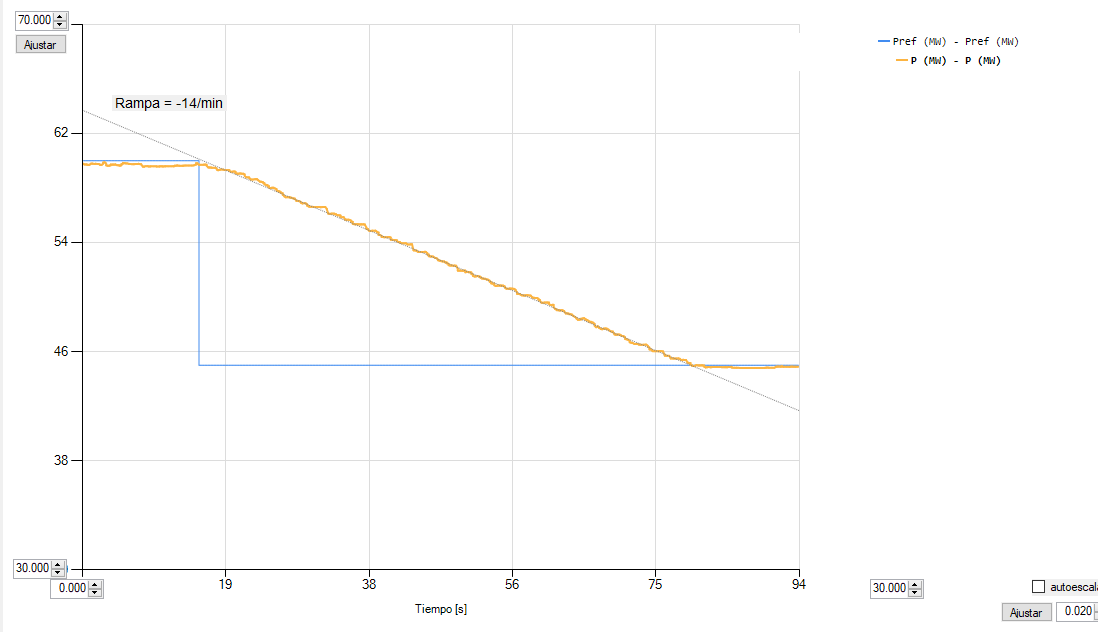 70.000
Ajustar
Pref (MW) - Pref (MW)
P (MW) - P (MW)
Rampa = -14/min
62
54
46
38
30.000
0.000
19
38
56
75
94
Tiempo [s]
30.000
autoescala
Ajustar
0.020